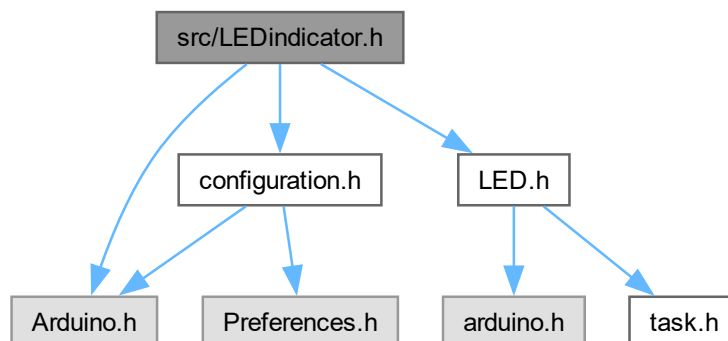 src/LEDindicator.h
configuration.h
LED.h
Arduino.h
Preferences.h
arduino.h
task.h